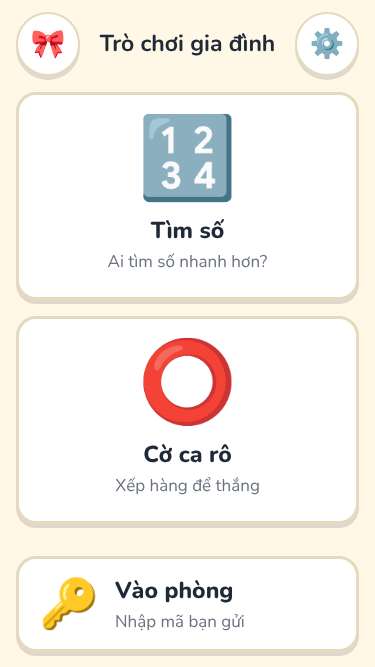 Trò chơi gia đình
1 2
3 4
Tìm số
Ai tìm số nhanh hơn?
Cờ ca rô
Xếp hàng để thắng
Vào phòng
Nhập mã bạn gửi